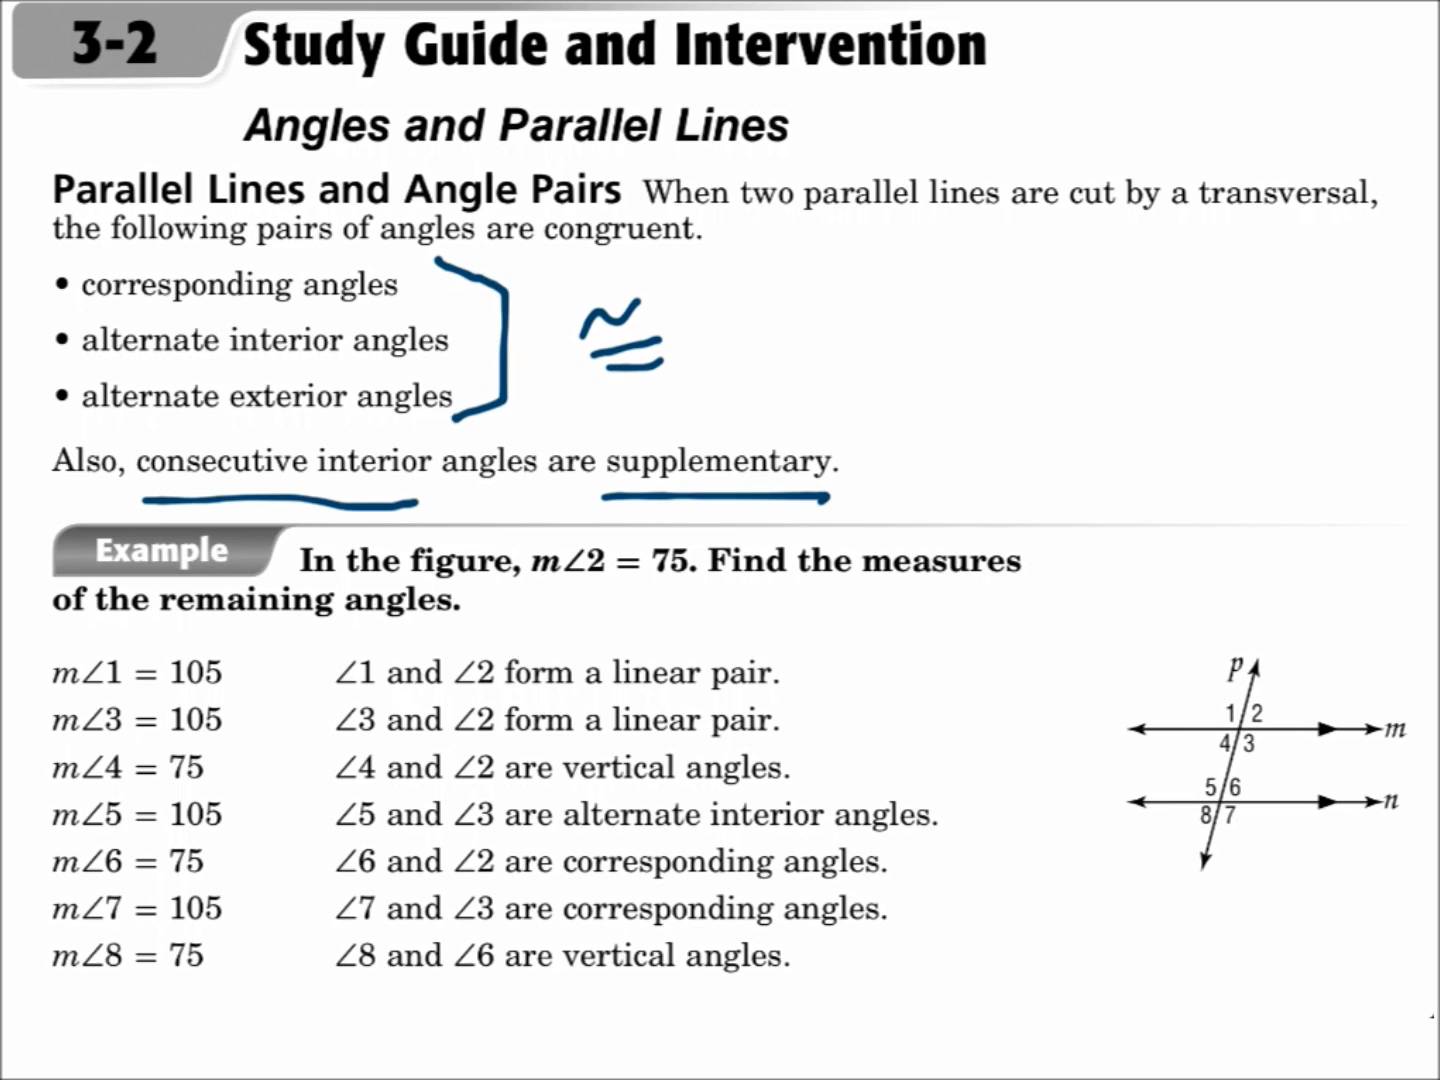 3-2 Study Guide and Intervention
Angles and Parallel Lines
Parallel Lines and Angle Pairs When two parallel lines are cut by a transversal,
the following pairs of angles are congruent.
• corresponding angles
• alternate interior angles
≅
• alternate exterior angles
Also, consecutive interior angles are supplementary.
Example In the figure, m∠2 = 75. Find the measures
of the remaining angles.
m∠1 = 105 ∠1 and ∠2 form a linear pair.
m∠3 = 105 ∠3 and ∠2 form a linear pair.
m∠4 = 75 ∠4 and ∠2 are vertical angles.
m∠5 = 105 ∠5 and ∠3 are alternate interior angles.
m∠6 = 75 ∠6 and ∠2 are corresponding angles.
m∠7 = 105 ∠7 and ∠3 are corresponding angles.
m∠8 = 75 ∠8 and ∠6 are vertical angles.
p
1 2
m
4 3
5 6
n
8 7